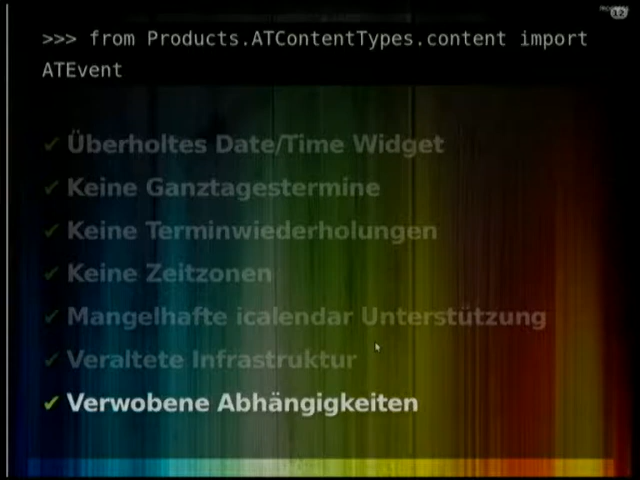 >>> from Products.ATContentTypes.content import
ATEvent
✔ Überholtes Date/Time Widget
✔ Keine Ganztagestermine
✔ Keine Terminwiederholungen
✔ Keine Zeitzonen
✔ Mangelhafte icalendar Unterstützung
✔ Veraltete Infrastruktur
✔ Verwobene Abhängigkeiten